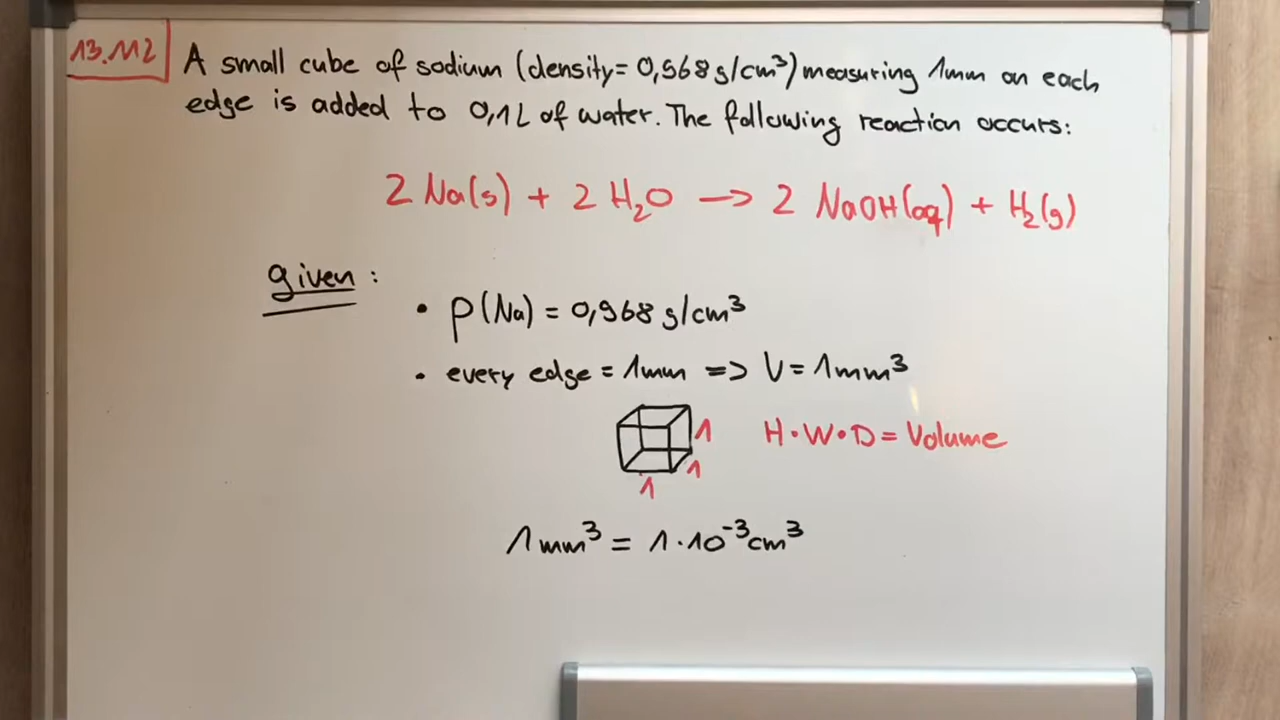 13.M2
A small cube of sodium (density= 0,968g/cm³) measuring 1mm on each
edge is added to 0,1L of water. The following reaction occurs:
2 Na(s) + 2 H₂O → 2 NaOH(aq) + H₂(g)
given:
• ρ(Na) = 0,968 g/cm³
• every edge = 1mm => V = 1mm³
1
H·W·D = Volume
1
1
1mm³ = 1·10⁻³cm³